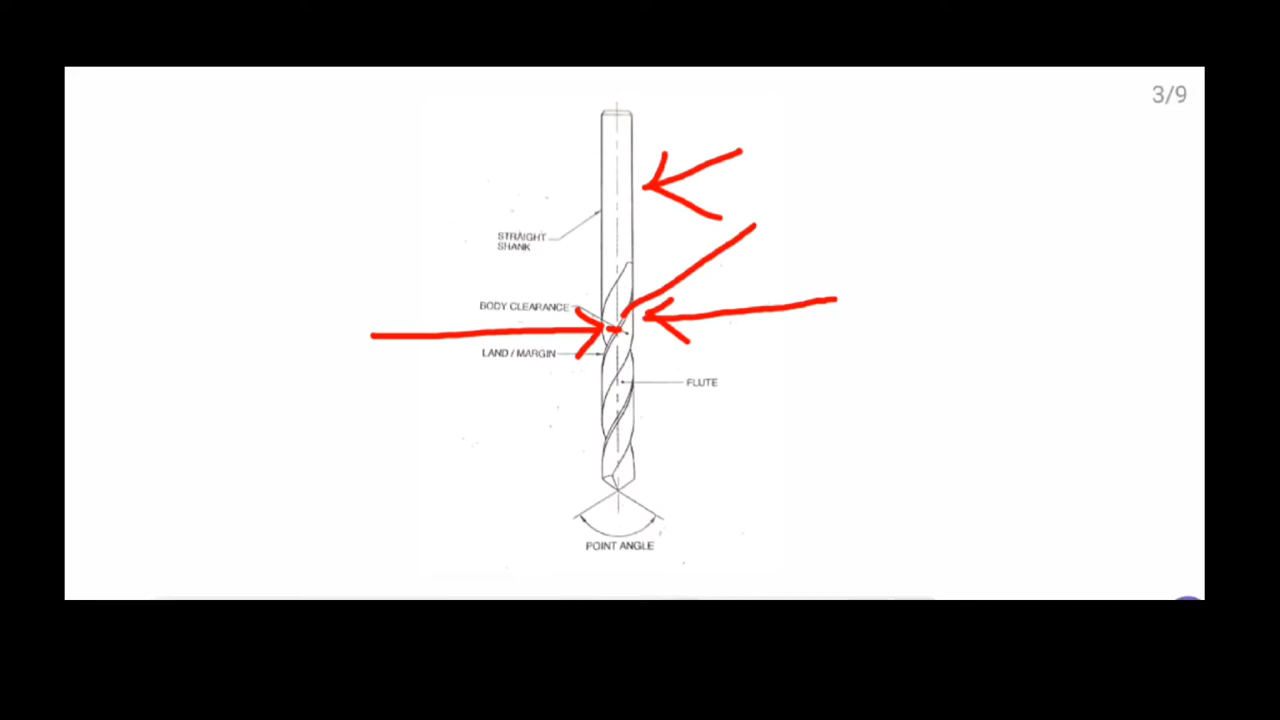 3/9
STRAIGHT
SHANK
BODY CLEARANCE
LAND / MARGIN
FLUTE
POINT ANGLE